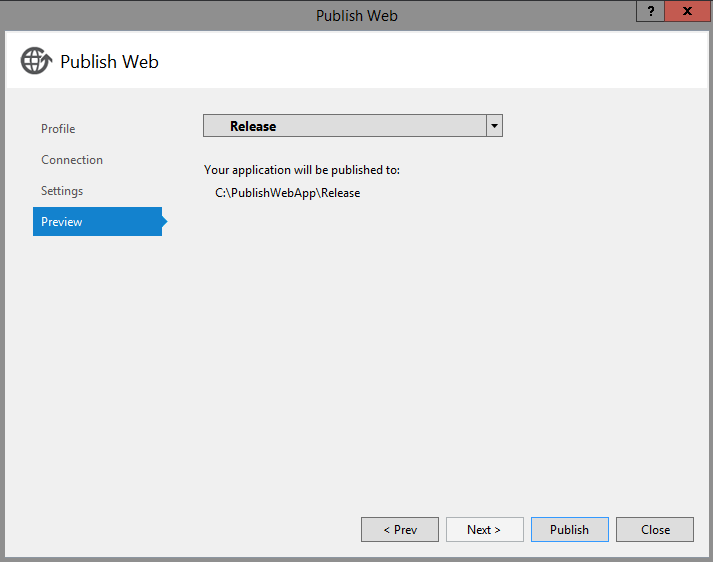 Publish Web
? x
Publish Web
Profile
Connection
Settings
Preview
Release
Your application will be published to:
C:\PublishWebApp\Release
< Prev
Next >
Publish
Close